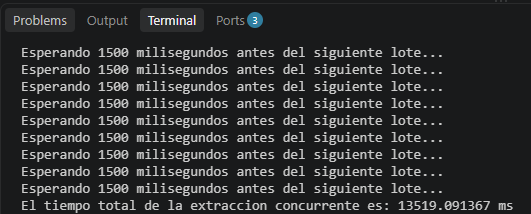 Problems Output Terminal Ports 3
Esperando 1500 milisegundos antes del siguiente lote...
Esperando 1500 milisegundos antes del siguiente lote...
Esperando 1500 milisegundos antes del siguiente lote...
Esperando 1500 milisegundos antes del siguiente lote...
Esperando 1500 milisegundos antes del siguiente lote...
Esperando 1500 milisegundos antes del siguiente lote...
Esperando 1500 milisegundos antes del siguiente lote...
Esperando 1500 milisegundos antes del siguiente lote...
Esperando 1500 milisegundos antes del siguiente lote...
El tiempo total de la extraccion concurrente es: 13519.091367 ms